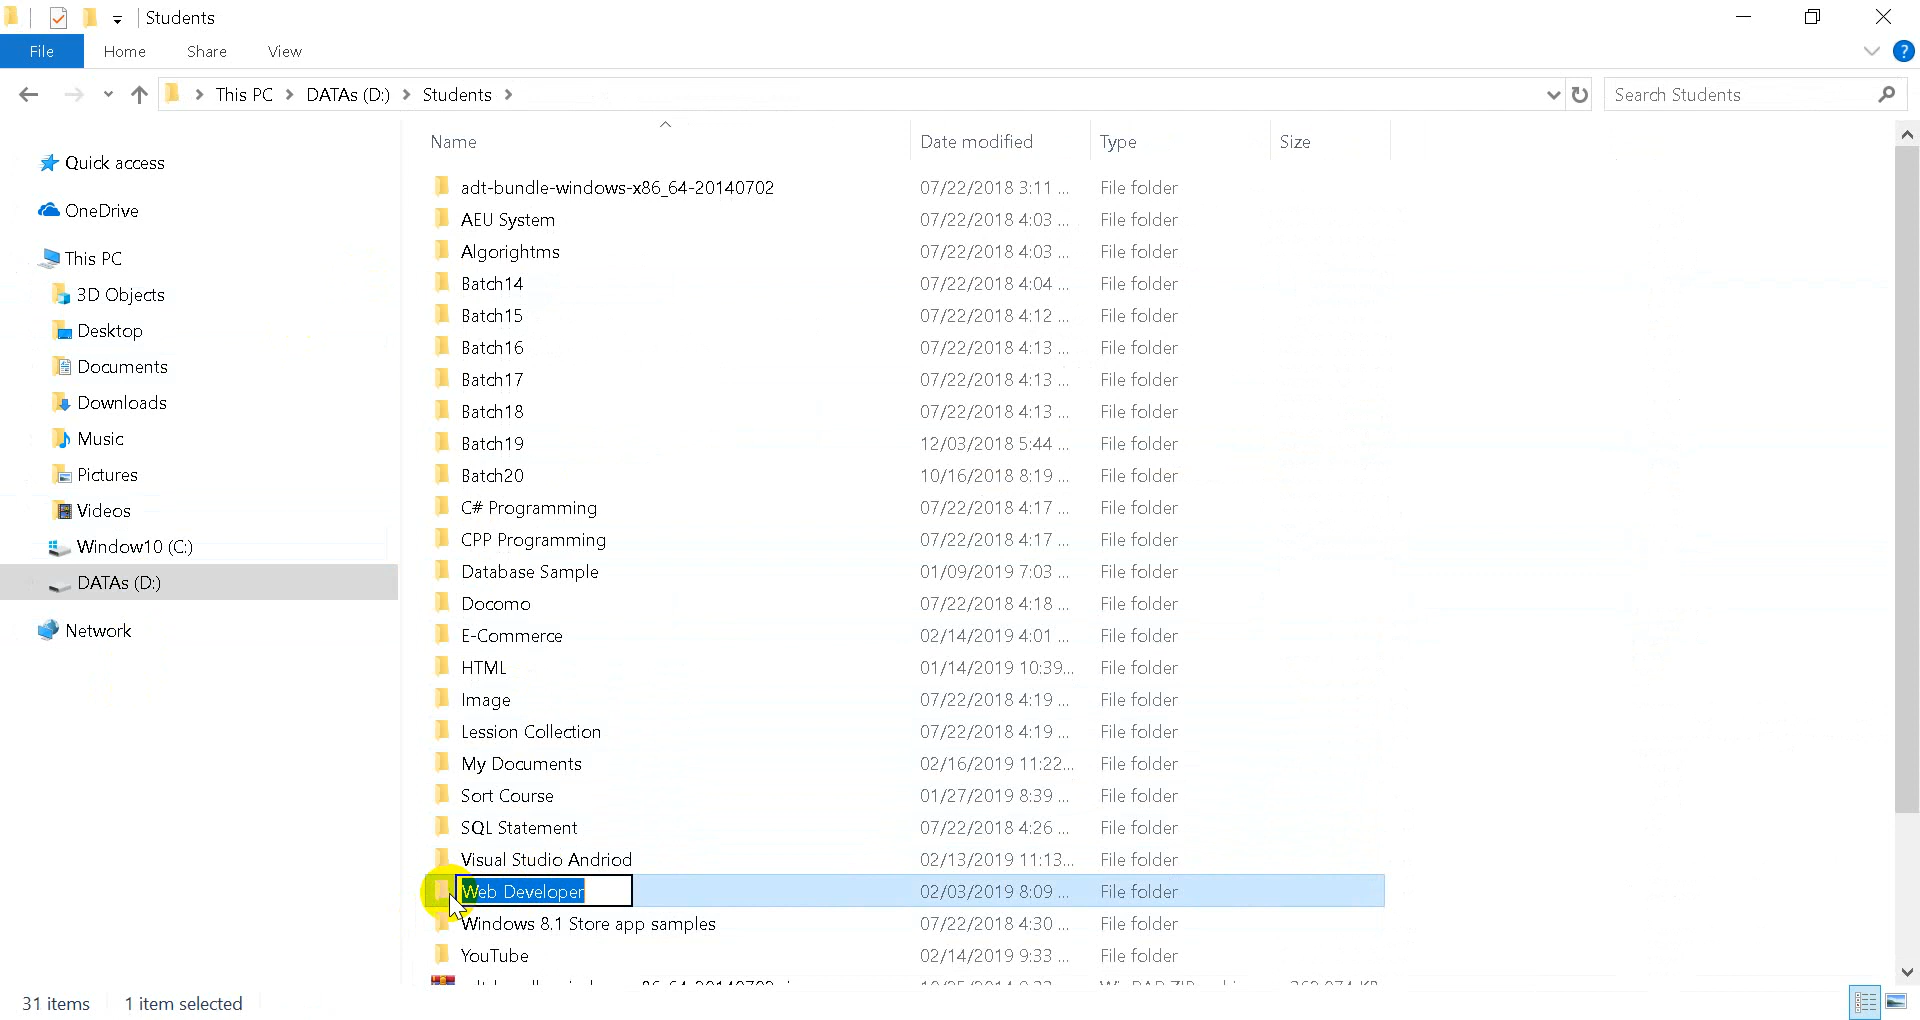 Students
File Home Share View
This PC DATAs (D:) Students
Search Students
Name Date modified Type Size
Quick access
OneDrive
This PC
3D Objects
Desktop
Documents
Downloads
Music
Pictures
Videos
Window10 (C:)
DATAs (D:)
Network
adt-bundle-windows-x86_64-20140702 07/22/2018 3:11 ... File folder
AEU System 07/22/2018 4:03 ... File folder
Algorightms 07/22/2018 4:03 ... File folder
Batch14 07/22/2018 4:04 ... File folder
Batch15 07/22/2018 4:12 ... File folder
Batch16 07/22/2018 4:13 ... File folder
Batch17 07/22/2018 4:13 ... File folder
Batch18 07/22/2018 4:13 ... File folder
Batch19 12/03/2018 5:44 ... File folder
Batch20 10/16/2018 8:19 ... File folder
C# Programming 07/22/2018 4:17 ... File folder
CPP Programming 07/22/2018 4:17 ... File folder
Database Sample 01/09/2019 7:03 ... File folder
Docomo 07/22/2018 4:18 ... File folder
E-Commerce 02/14/2019 4:01 ... File folder
HTML 01/14/2019 10:39... File folder
Image 07/22/2018 4:19 ... File folder
Lession Collection 07/22/2018 4:19 ... File folder
My Documents 02/16/2019 11:22... File folder
Sort Course 01/27/2019 8:39 ... File folder
SQL Statement 07/22/2018 4:26 ... File folder
Visual Studio Andriod 02/13/2019 11:13... File folder
Web Developer 02/03/2019 8:09 ... File folder
Windows 8.1 Store app samples 07/22/2018 4:30 ... File folder
YouTube 02/14/2019 9:33 ... File folder
31 items 1 item selected